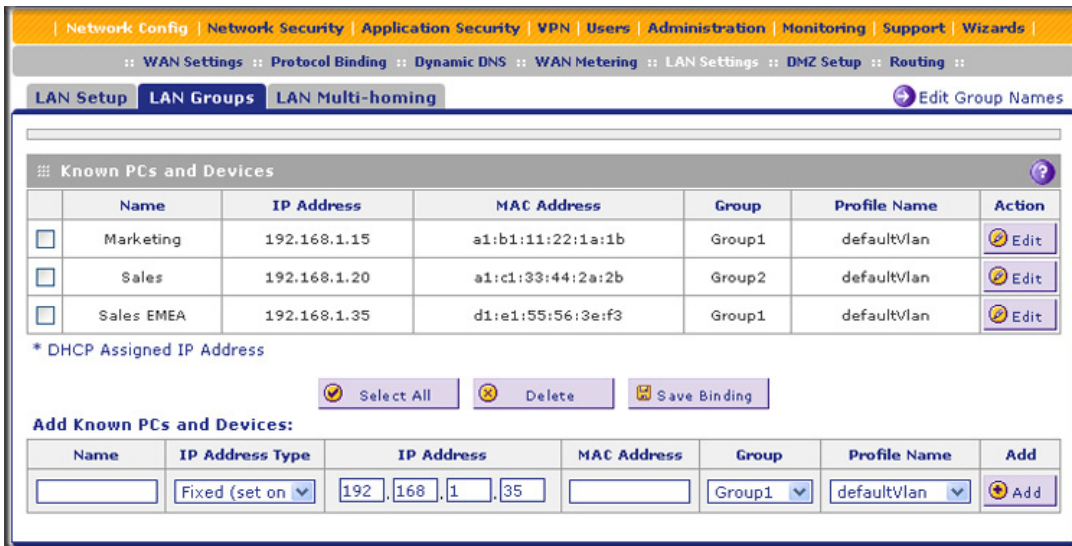 | Network Config | Network Security | Application Security | VPN | Users | Administration | Monitoring | Support | Wizards |
:: WAN Settings :: Protocol Binding :: Dynamic DNS :: WAN Metering :: LAN Settings :: DMZ Setup :: Routing ::
LAN Setup LAN Groups LAN Multi-homing Edit Group Names
Known PCs and Devices ?
Name IP Address MAC Address Group Profile Name Action
Marketing 192.168.1.15 a1:b1:11:22:1a:1b Group1 defaultVlan Edit
Sales 192.168.1.20 a1:c1:33:44:2a:2b Group2 defaultVlan Edit
Sales EMEA 192.168.1.35 d1:e1:55:56:3e:f3 Group1 defaultVlan Edit
* DHCP Assigned IP Address
Select All Delete Save Binding
Add Known PCs and Devices:
Name IP Address Type IP Address MAC Address Group Profile Name Add
Fixed (set on 192 . 168 . 1 . 35 Group1 defaultVlan Add